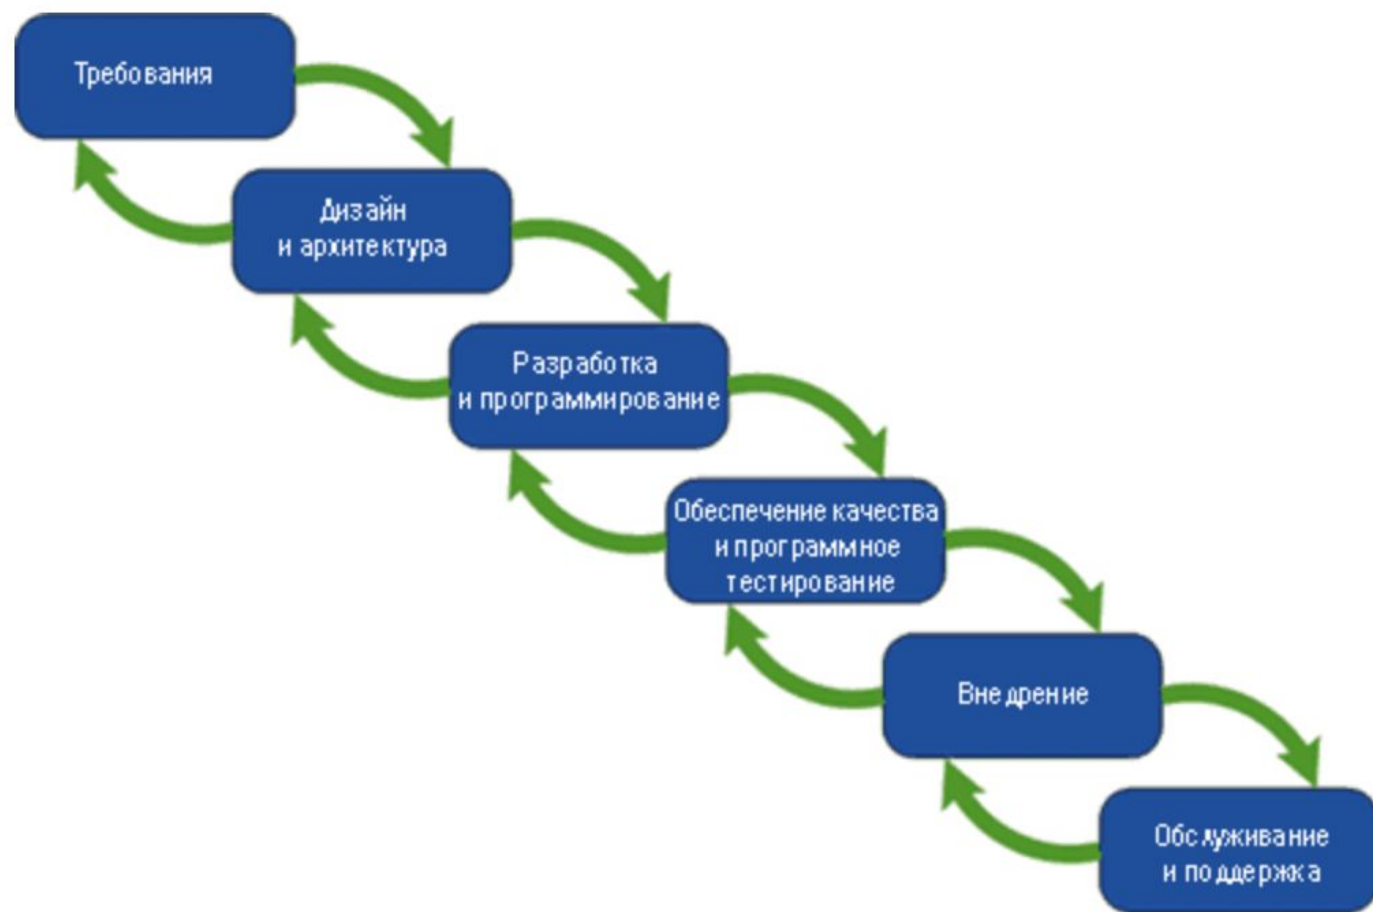 Требования
Дизайн
и архитектура
Разработка
и программирование
Обеспечение качества
и программное
тестирование
Внедрение
Обслуживание
и поддержка